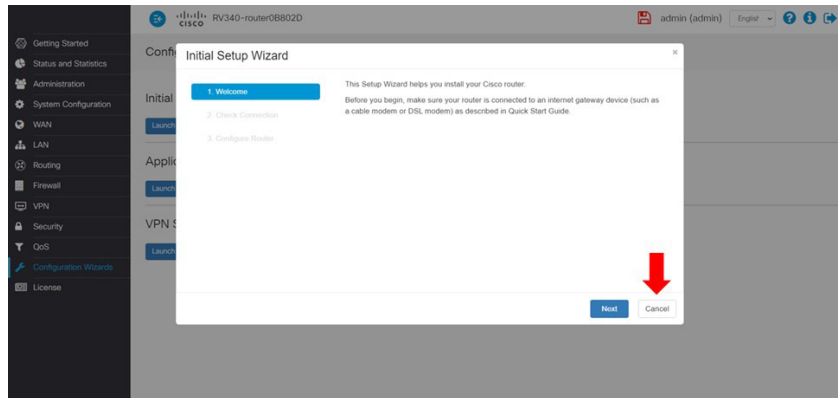 CISCO RV340-router0B802D
admin (admin)
English
Getting Started
Status and Statistics
Administration
System Configuration
WAN
LAN
Routing
Firewall
VPN
Security
QoS
Configuration Wizards
License
Confi
Initial
Launch
Applic
Launch
VPN S
Launch
Initial Setup Wizard
×
1. Welcome
2. Check Connection
3. Configure Router
This Setup Wizard helps you install your Cisco router.
Before you begin, make sure your router is connected to an internet gateway device (such as
a cable modem or DSL modem) as described in Quick Start Guide.
Next
Cancel